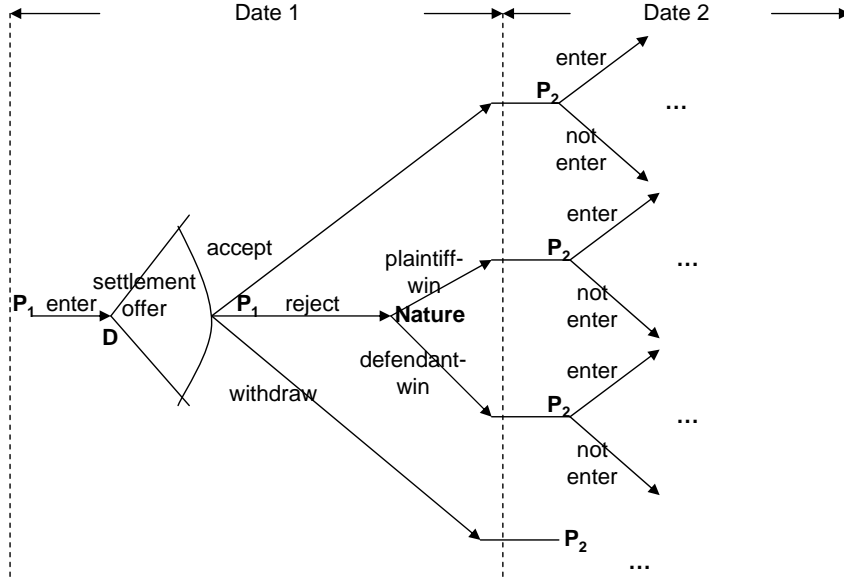 Date 1
Date 2
enter
P2
...
not
enter
enter
accept
plaintiff-
win
P2
...
settlement
offer
P1 enter
P1
reject
Nature
not
enter
D
defendant-
win
enter
withdraw
P2
...
not
enter
P2
...